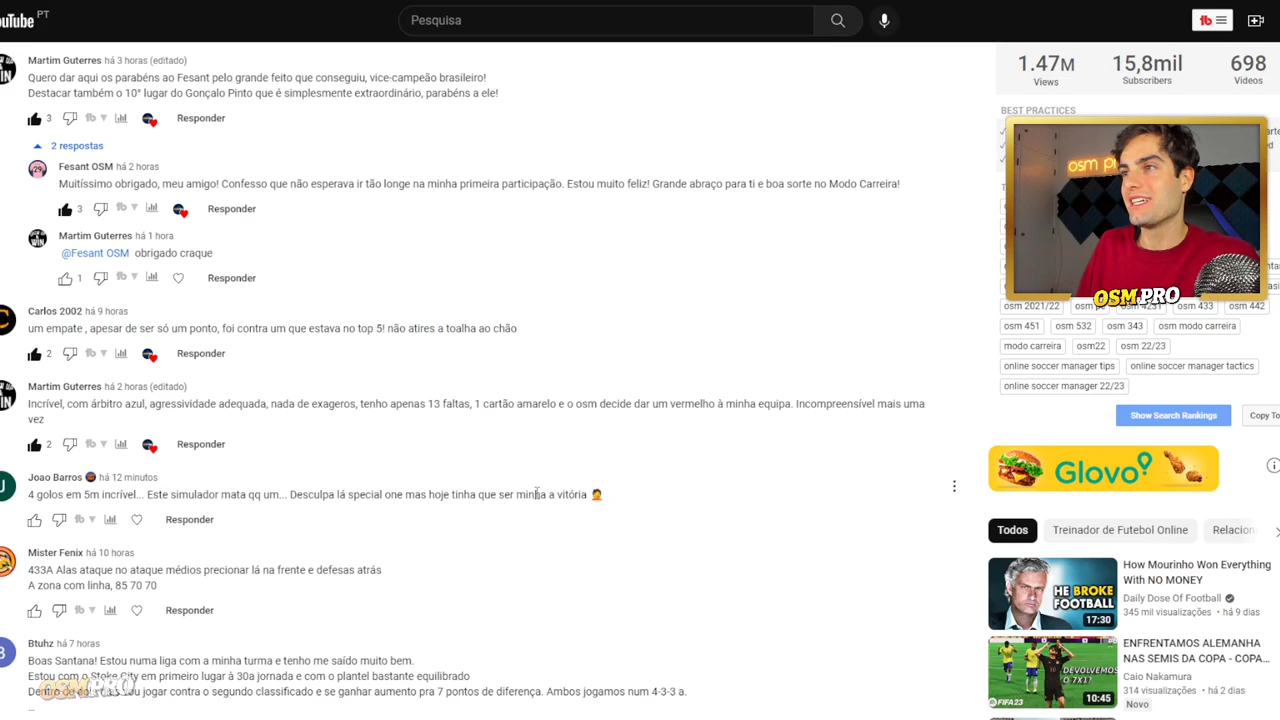 ouTube PT
Pesquisa
Martim Guterres há 3 horas (editado)
Quero dar aqui os parabéns ao Fesant pelo grande feito que conseguiu, vice-campeão brasileiro!
Destacar também o 10° lugar do Gonçalo Pinto que é simplesmente extraordinário, parabéns a ele!
3 Responder
2 respostas
Fesant OSM há 2 horas
Muitíssimo obrigado, meu amigo! Confesso que não esperava ir tão longe na minha primeira participação. Estou muito feliz! Grande abraço para ti e boa sorte no Modo Carreira!
3 Responder
Martim Guterres há 1 hora
@Fesant OSM obrigado craque
1 Responder
Carlos 2002 há 9 horas
um empate , apesar de ser só um ponto, foi contra um que estava no top 5! não atires a toalha ao chão
2 Responder
Martim Guterres há 2 horas (editado)
Incrível, com árbitro azul, agressividade adequada, nada de exageros, tenho apenas 13 faltas, 1 cartão amarelo e o osm decide dar um vermelho à minha equipa. Incompreensível mais uma
vez
2 Responder
Joao Barros há 12 minutos
4 golos em 5m incrível... Este simulador mata qq um... Desculpa lá special one mas hoje tinha que ser minha a vitória
Responder
Mister Fenix há 10 horas
433A Alas ataque no ataque médios precionar lá na frente e defesas atrás
A zona com linha, 85 70 70
Responder
Btuhz há 7 horas
Boas Santana! Estou numa liga com a minha turma e tenho me saído muito bem.
Estou com o Stoke City em primeiro lugar à 30a jornada e com o plantel bastante equilibrado
jogar contra o segundo classificado e se ganhar aumento pra 7 pontos de diferença. Ambos jogamos num 4-3-3 a.
...
OSM PRO
1.47M 15,8mil 698
Views Subscribers Videos
BEST PRACTICES
osm pr
OSM.PRO
osm 2021/22 osm 4231 osm 433 osm 442
osm 451 osm 532 osm 343 osm modo carreira
modo carreira osm22 osm 22/23
online soccer manager tips online soccer manager tactics
online soccer manager 22/23
Show Search Rankings Copy To
Glovo
Todos Treinador de Futebol Online Relacion
How Mourinho Won Everything
With NO MONEY
Daily Dose Of Football
345 mil visualizações • há 9 dias
HE BROKE
FOOTBALL
17:30
ENFRENTAMOS ALEMANHA
NAS SEMIS DA COPA - COPA...
Caio Nakamura
314 visualizações • há 2 dias
Novo
DEVOLVEMOS
O 7X1?
FIFA23
10:45